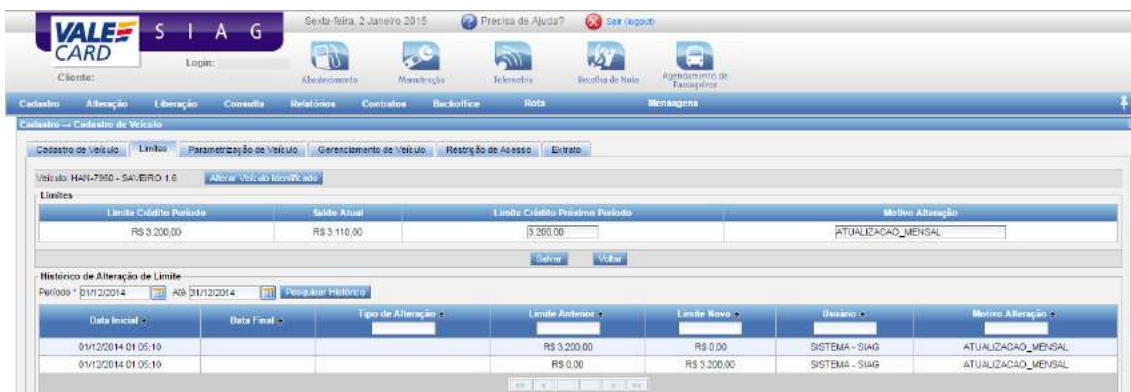 VALE CARD
S I A G
Sexta-feira, 2 Janeiro 2015
Precisa de Ajuda?
Sair (logout)
Cliente:
Login:
Abastecimento
Manutenção
Telemetria
Recolha de Nota
Agendamento de Passageiros
Cadastro Alteração Liberação Consulta Relatórios Contratos Backoffice Rota Mensagens
Cadastro → Cadastro de Veículo
Cadastro de Veículo Limites Parametrização de Veículo Gerenciamento de Veículo Restrição de Acesso Extrato
Veículo: HAN-7960 - SAVEIRO 1.6 Alterar Veículo Identificado
Limites
Limite Crédito Período Saldo Atual Limite Crédito Próximo Período Motivo Alteração
R$ 3.200,00 R$ 3.110,00 3.200,00 ATUALIZACAO_MENSAL
Salvar Voltar
Histórico de Alteração de Limite
Período * 01/12/2014 Até 31/12/2014 Pesquisar Histórico
Data Inicial Data Final Tipo de Alteração Limite Anterior Limite Novo Usuário Motivo Alteração
01/12/2014 01:05:10 R$ 3.200,00 R$ 0,00 SISTEMA - SIAG ATUALIZACAO_MENSAL
01/12/2014 01:05:10 R$ 0,00 R$ 3.200,00 SISTEMA - SIAG ATUALIZACAO_MENSAL